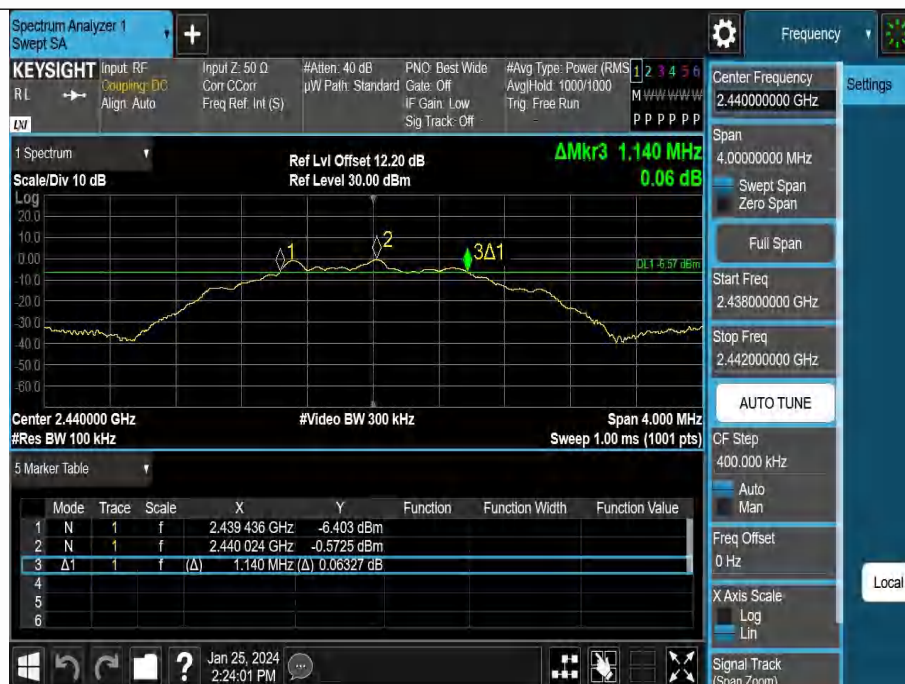 Spectrum Analyzer 1
Swept SA
+
Frequency
KEYSIGHT
RL
LXI
Input: RF
Coupling: DC
Align: Auto
Input Z: 50 Ω
Corr CCorr
Freq Ref: Int (S)
#Atten: 40 dB
µW Path: Standard
PNO: Best Wide
Gate: Off
IF Gain: Low
Sig Track: Off
#Avg Type: Power (RMS
Avg|Hold: 1000/1000
Trig: Free Run
1 2 3 4 5 6
M W W W W W
P P P P P P
1 Spectrum
Scale/Div 10 dB
Ref Lvl Offset 12.20 dB
Ref Level 30.00 dBm
ΔMkr3 1.140 MHz
0.06 dB
Log
20.0
10.0
0.00
-10.0
-20.0
-30.0
-40.0
-50.0
-60.0
1
2
3Δ1
DL1 -6.57 dBm
Center 2.440000 GHz
#Res BW 100 kHz
#Video BW 300 kHz
Span 4.000 MHz
Sweep 1.00 ms (1001 pts)
5 Marker Table
Mode Trace Scale X Y Function Function Width Function Value
1 N 1 f 2.439 436 GHz -6.403 dBm
2 N 1 f 2.440 024 GHz -0.5725 dBm
3 Δ1 1 f (Δ) 1.140 MHz (Δ) 0.06327 dB
4
5
6
Jan 25, 2024
2:24:01 PM
Center Frequency
2.440000000 GHz
Settings
Span
4.00000000 MHz
Swept Span
Zero Span
Full Span
Start Freq
2.438000000 GHz
Stop Freq
2.442000000 GHz
AUTO TUNE
CF Step
400.000 kHz
Auto
Man
Freq Offset
0 Hz
X Axis Scale
Log
Lin
Signal Track
(Span Zoom)
Local